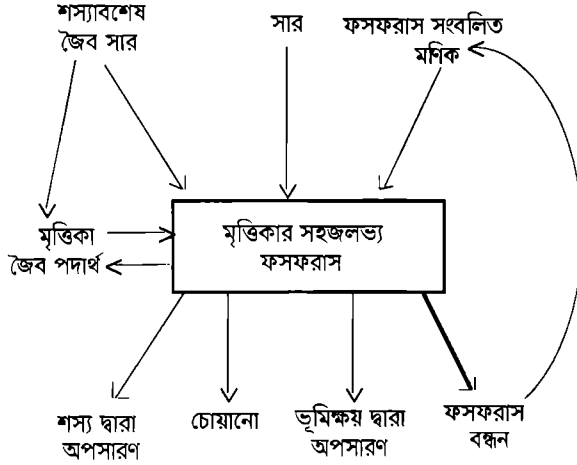 শস্যাবশেষ
জৈব সার
সার
ফসফরাস সংবলিত
মণিক
মৃত্তিকা
জৈব পদার্থ
মৃত্তিকার সহজলভ্য
ফসফরাস
শস্য দ্বারা
অপসারণ
চোয়ানো
ভূমিক্ষয় দ্বারা
অপসারণ
ফসফরাস
বন্ধন